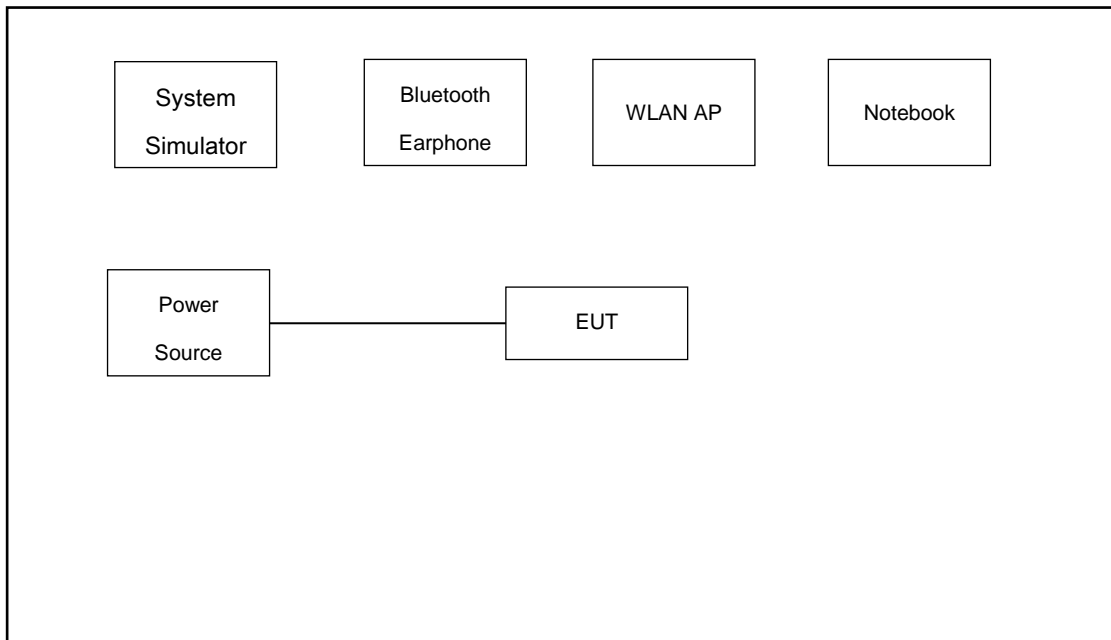 System
Simulator
Bluetooth
Earphone
WLAN AP
Notebook
Power
Source
EUT